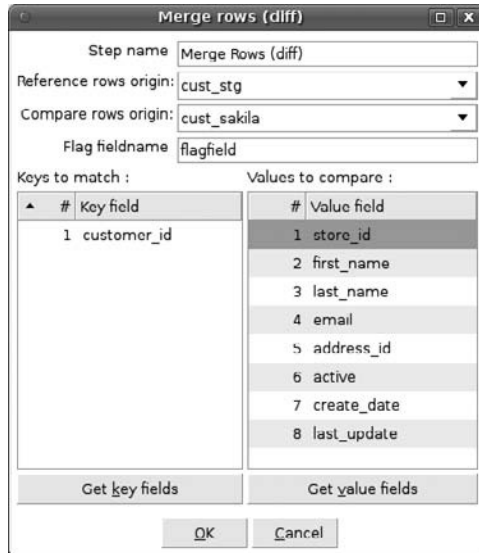 Merge rows (diff)
Step name Merge Rows (diff)
Reference rows origin: cust_stg
Compare rows origin: cust_sakila
Flag fieldname flagfield
Keys to match : Values to compare :
# Key field # Value field
1 customer_id 1 store_id
2 first_name
3 last_name
4 email
5 address_id
6 active
7 create_date
8 last_update
Get key fields Get value fields
OK Cancel